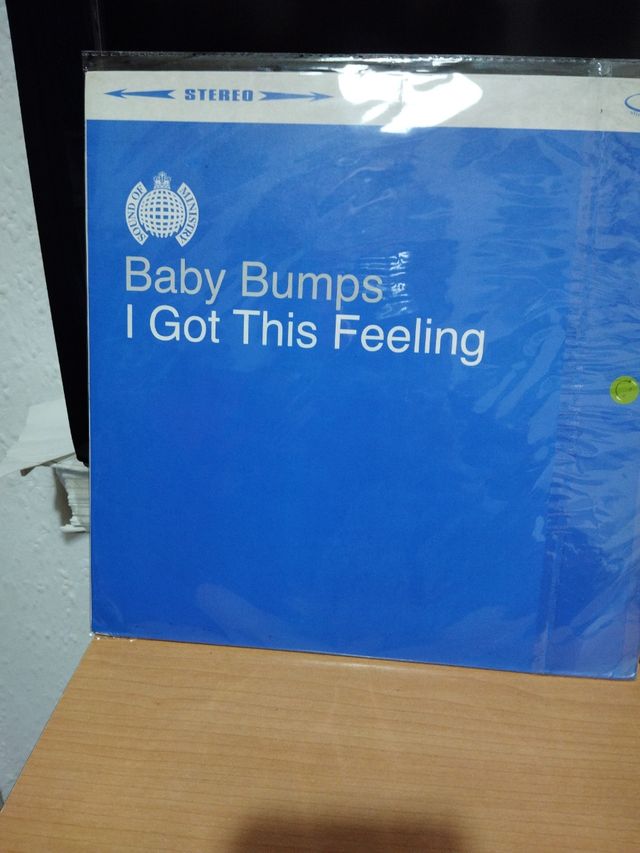 STEREO
MINISTRY
SOUND OF
Baby Bumps
I Got This Feeling